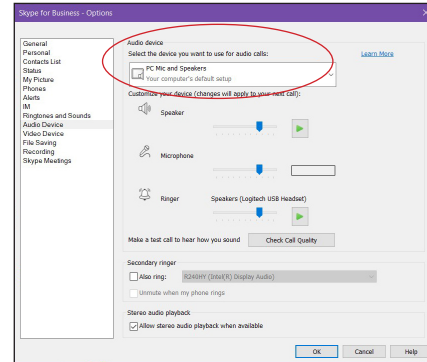 Skype for Business - Options
General
Personal
Contacts List
Status
My Picture
Phones
Alerts
IM
Ringtones and Sounds
Audio Device
Video Device
File Saving
Recording
Skype Meetings
Audio device
Select the device you want to use for audio calls:
Learn More
PC Mic and Speakers
Your computer's default setup
Customize your device (changes will apply to your next call):
Speaker
Microphone
Ringer
Speakers (Logitech USB Headset)
Make a test call to hear how you sound
Check Call Quality
Secondary ringer
Also ring:
R240HY (Intel(R) Display Audio)
Unmute when my phone rings
Stereo audio playback
Allow stereo audio playback when available
OK
Cancel
Help